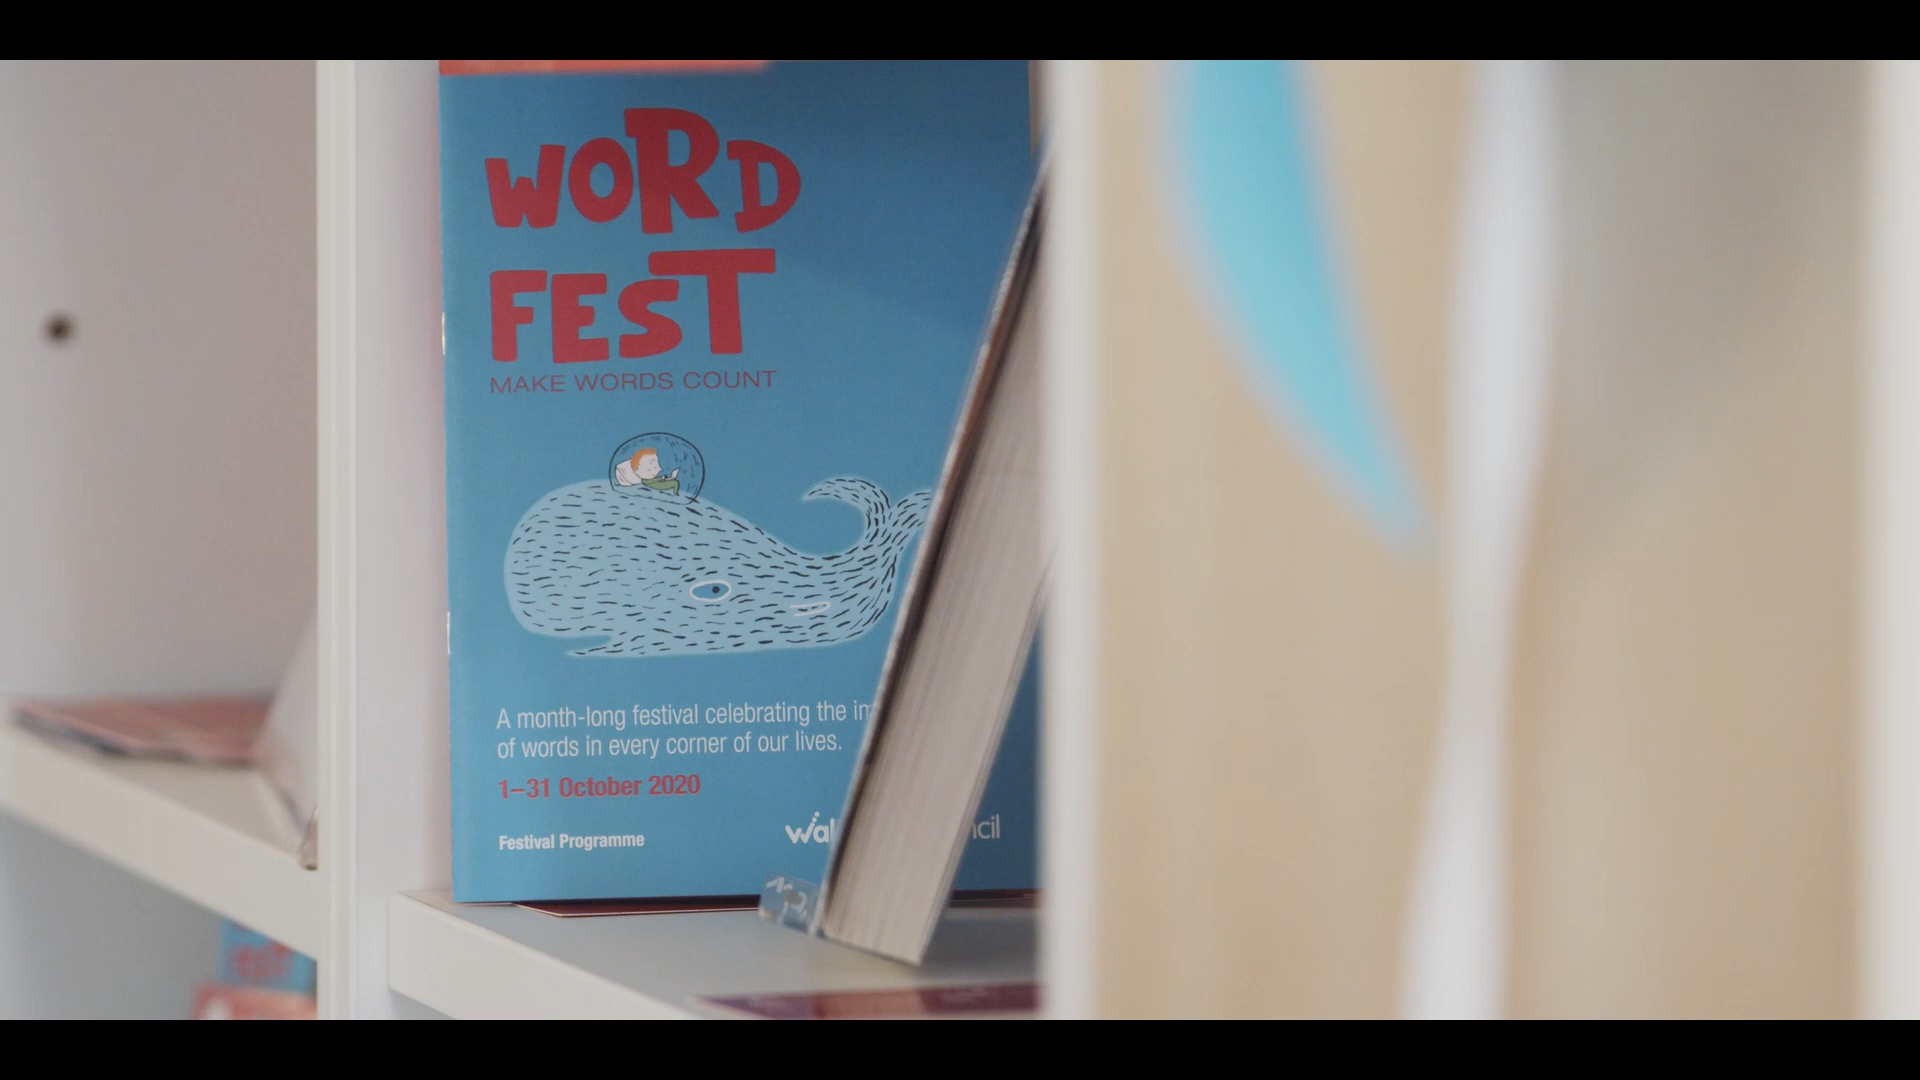 WORD
FEST
MAKE WORDS COUNT
A month-long festival celebrating the
of words in every corner of our lives.
1–31 October 2020
Festival Programme